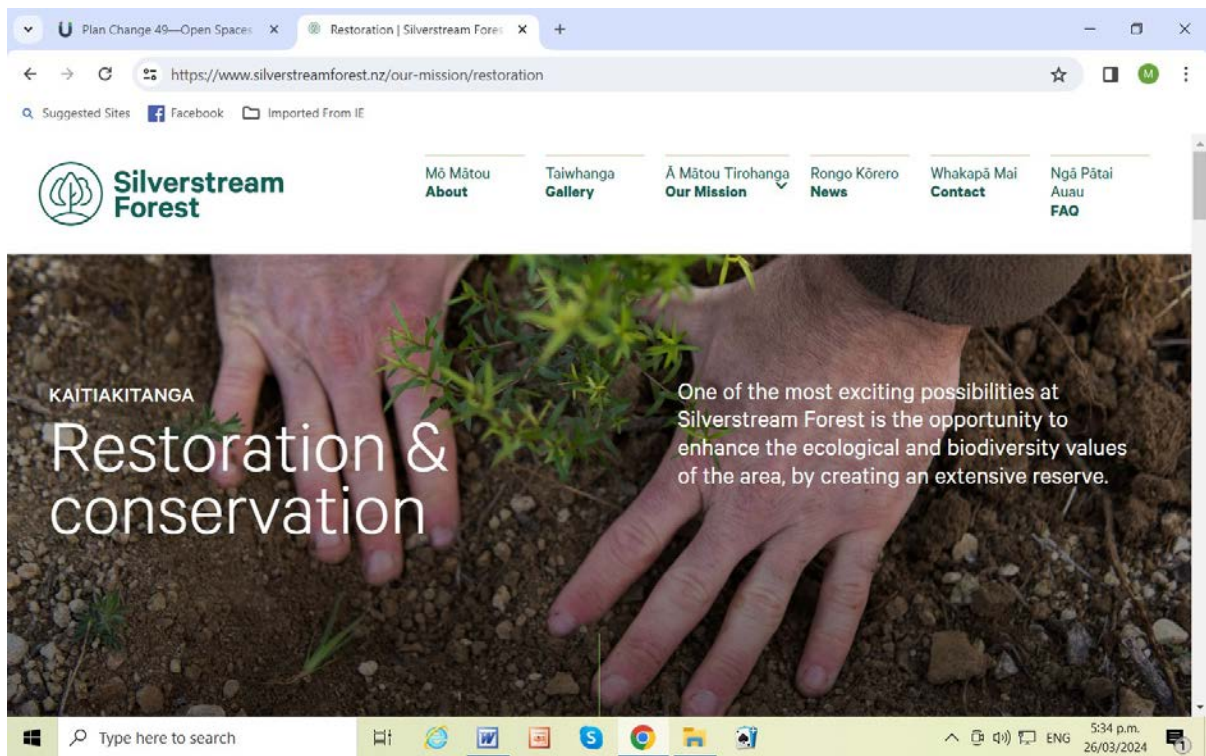 Plan Change 49—Open Spaces
Restoration | Silverstream Fores
https://www.silverstreamforest.nz/our-mission/restoration
M
Suggested Sites
Facebook
Imported From IE
Silverstream
Forest
Mō Mātou
About
Taiwhanga
Gallery
Ā Mātou Tirohanga
Our Mission
Rongo Kōrero
News
Whakapā Mai
Contact
Ngā Pātai
Auau
FAQ
KAITIAKITANGA
Restoration &
conservation
One of the most exciting possibilities at
Silverstream Forest is the opportunity to
enhance the ecological and biodiversity values
of the area, by creating an extensive reserve.
Type here to search
ENG
5:34 p.m.
26/03/2024